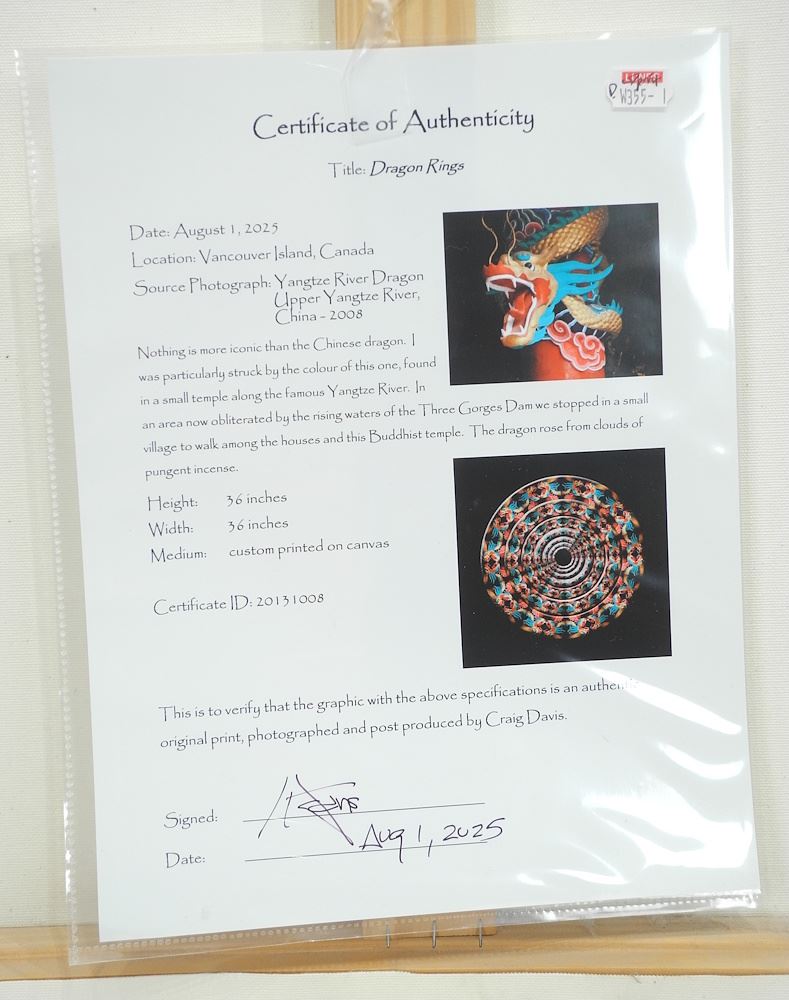 W355-1
Certificate of Authenticity
Title: Dragon Rings
Date: August 1, 2025
Location: Vancouver Island, Canada
Source Photograph: Yangtze River Dragon
Upper Yangtze River,
China - 2008
Nothing is more iconic than the Chinese dragon. I
was particularly struck by the colour of this one, found
in a small temple along the famous Yangtze River. In
an area now obliterated by the rising waters of the Three Gorges Dam we stopped in a small
village to walk among the houses and this Buddhist temple. The dragon rose from clouds of
pungent incense.
Height: 36 inches
Width: 36 inches
Medium: custom printed on canvas
Certificate ID: 20131008
This is to verify that the graphic with the above specifications is an authentic
original print, photographed and post produced by Craig Davis.
Signed:
Date: Aug 1, 2025